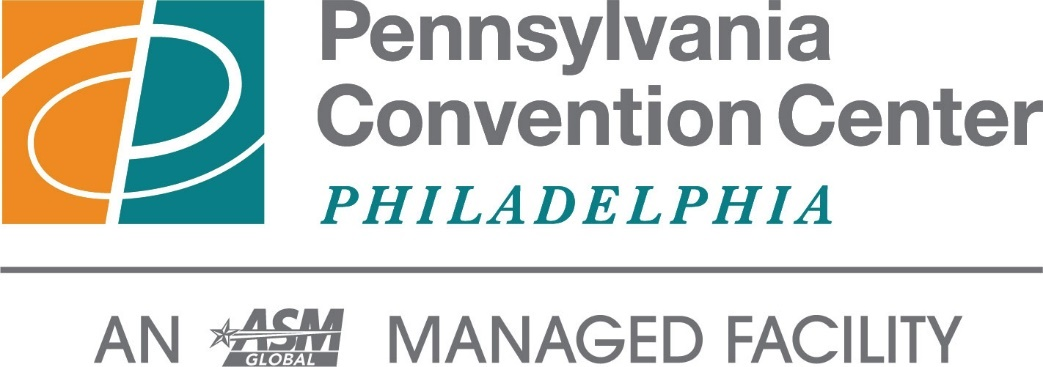 Pennsylvania
Convention Center
PHILADELPHIA
AN ASM GLOBAL MANAGED FACILITY